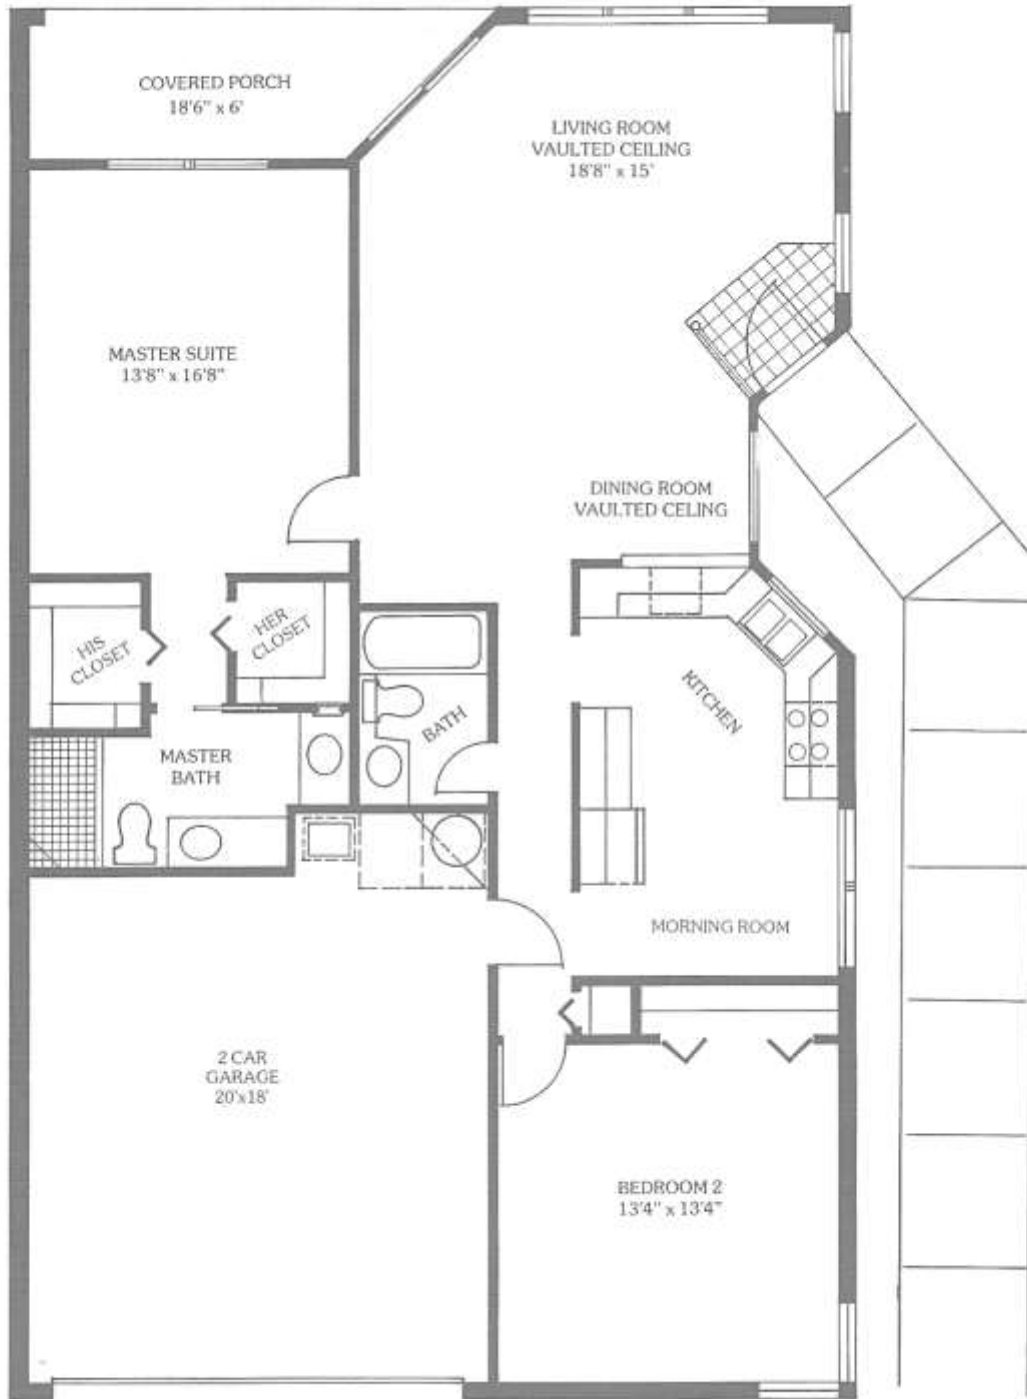 COVERED PORCH
18'6" x 6'
LIVING ROOM
VAULTED CEILING
18'8" x 15'
MASTER SUITE
13'8" x 16'8"
DINING ROOM
VAULTED CELING
HIS
CLOSET
HER
CLOSET
KITCHEN
BATH
MASTER
BATH
MORNING ROOM
2 CAR
GARAGE
20'x18'
BEDROOM 2
13'4" x 13'4"